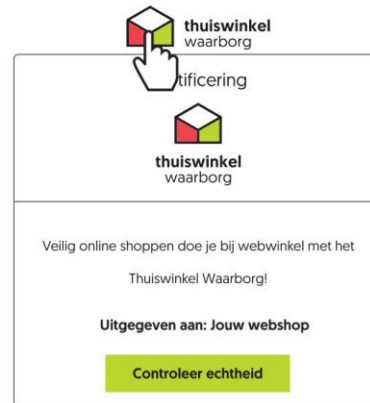 thuiswinkel
waarborg
tificering
thuiswinkel
waarborg
Veilig online shoppen doe je bij webwinkel met het
Thuiswinkel Waarborg!
Uitgegeven aan: Jouw webshop
Controleer echtheid